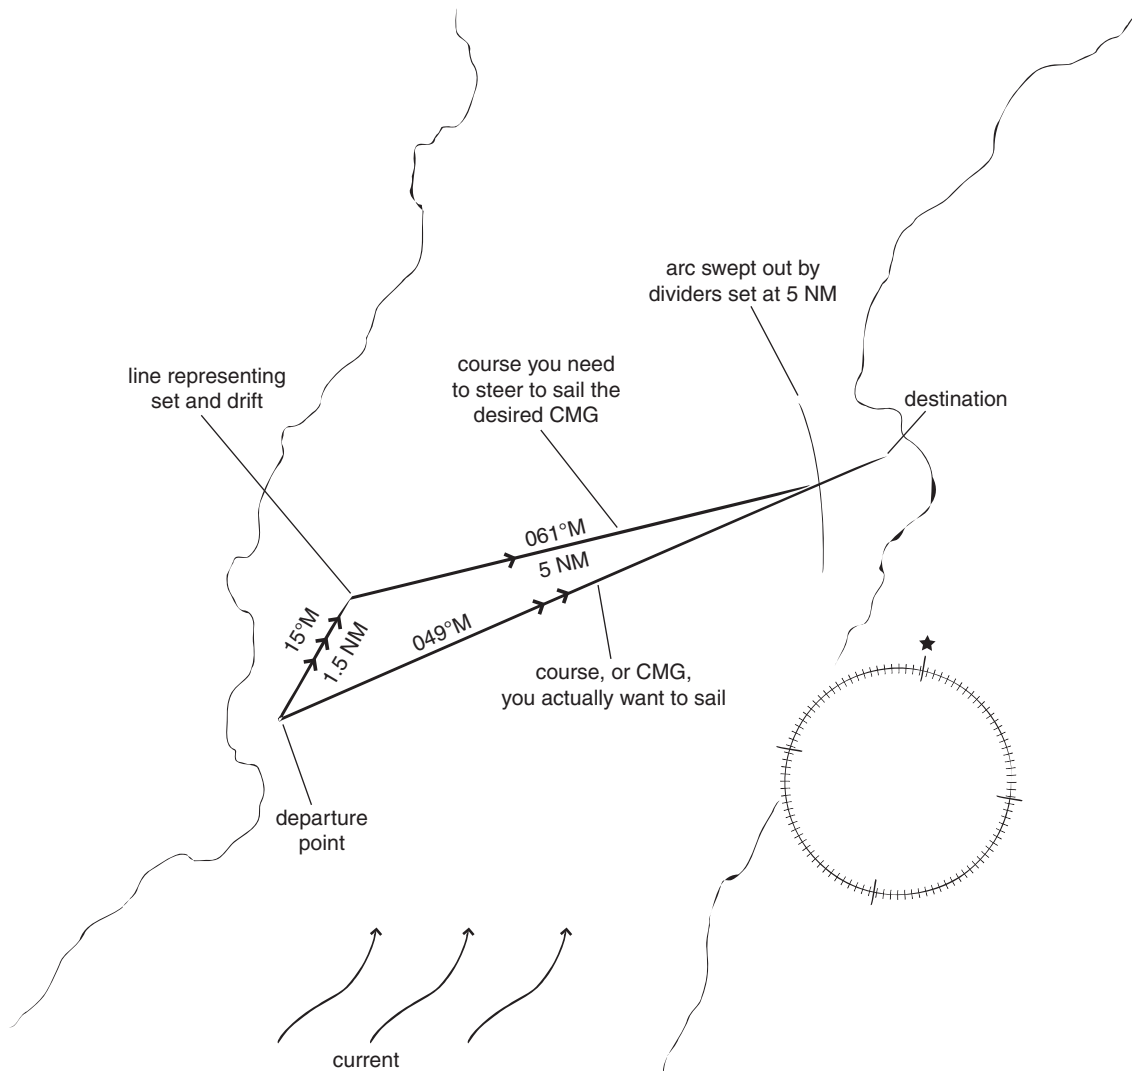 arc swept out by
dividers set at 5 NM
course you need
to steer to sail the
desired CMG
line representing
set and drift
destination
061°M
5 NM
15°M
1.5 NM
049°M
course, or CMG,
you actually want to sail
departure
point
current